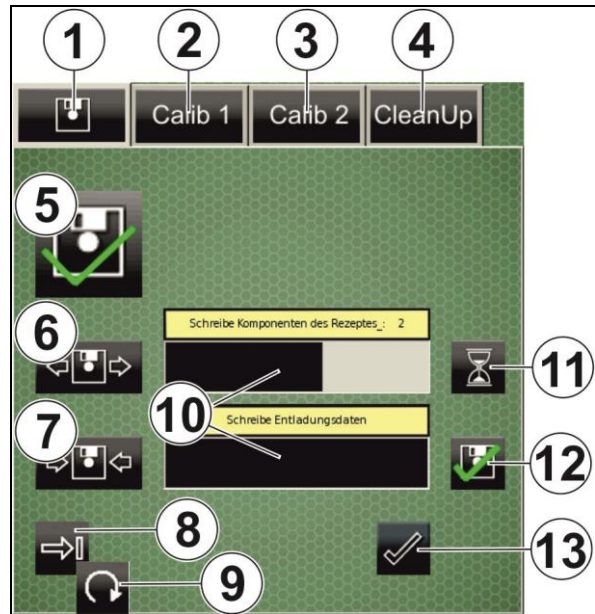 1
2
3
4
Calib 1
Calib 2
CleanUp
5
Schreibe Komponenten des Rezeptes_: 2
6
11
10
Schreibe Entladungsdaten
7
12
8
9
13